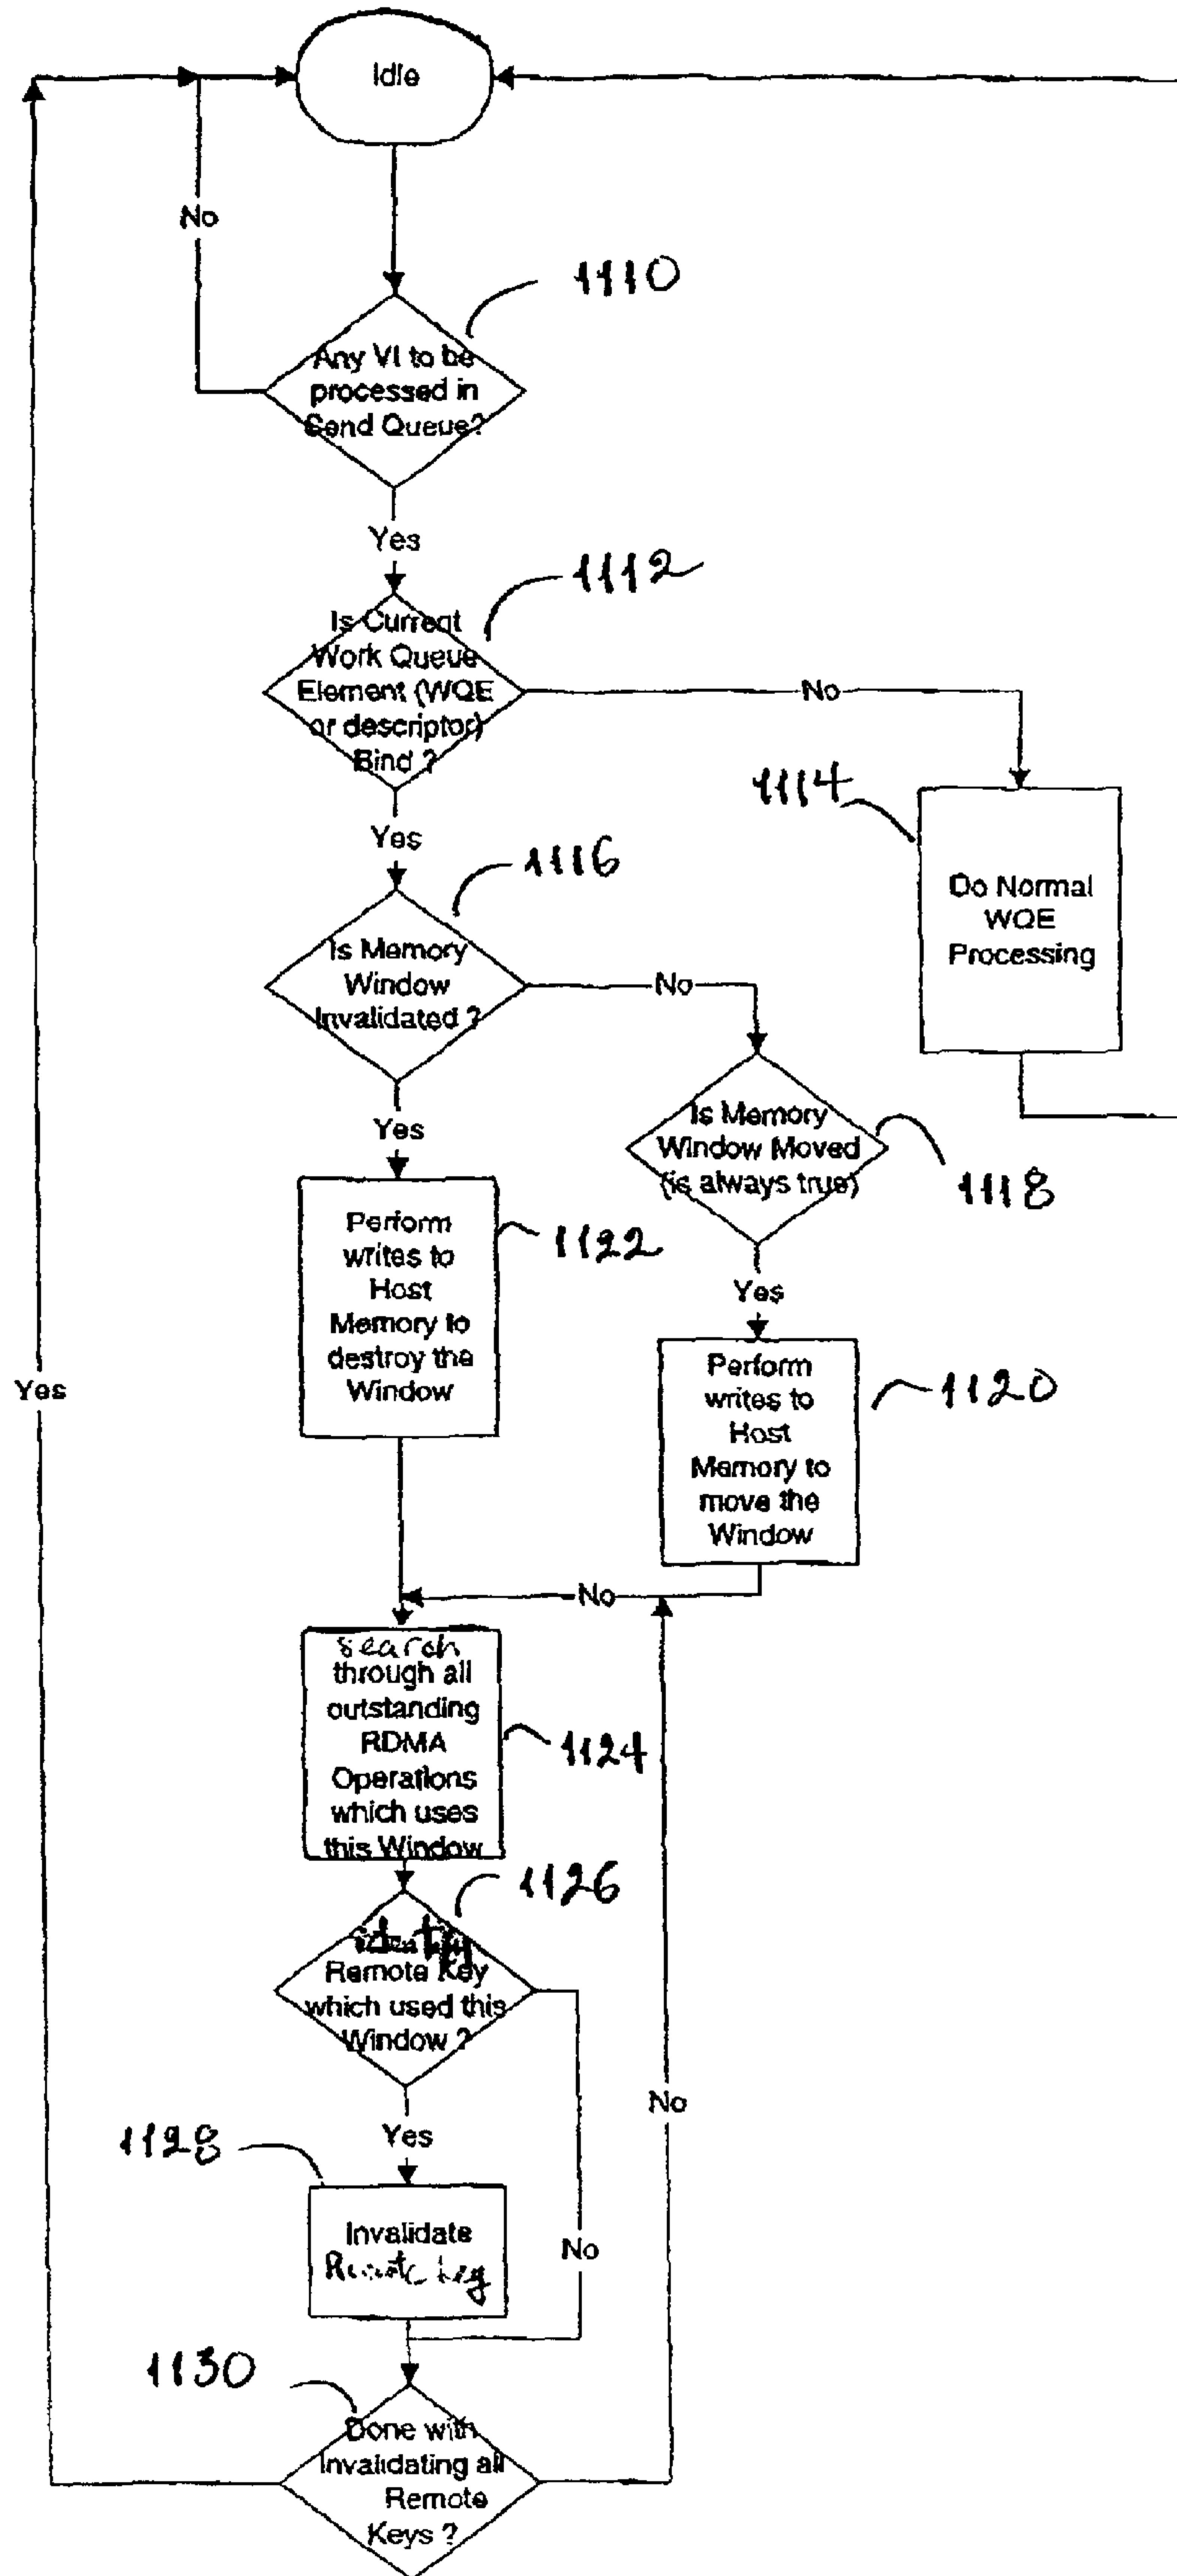 Idle
No
1110
Any VI to be
processed in
Send Queue?
Yes
1112
Is Current
Work Queue
Element (WQE
or descriptor)
Bind ?
No
Yes
1114
Do Normal
WQE
Processing
1116
Is Memory
Window
Invalidated ?
No
Yes
Is Memory
Window Moved
(is always true)
1118
Yes
Perform
writes to
Host
Memory to
destroy the
Window
1122
Perform
writes to
Host
Memory to
move the
Window
1120
Yes
No
search
through all
outstanding
RDMA
Operations
which uses
this Window
1124
1126
Remote Key
which used this
Window ?
No
Yes
1128
Invalidate
Remote key
No
1130
Done with
Invalidating all
Remote
Keys ?